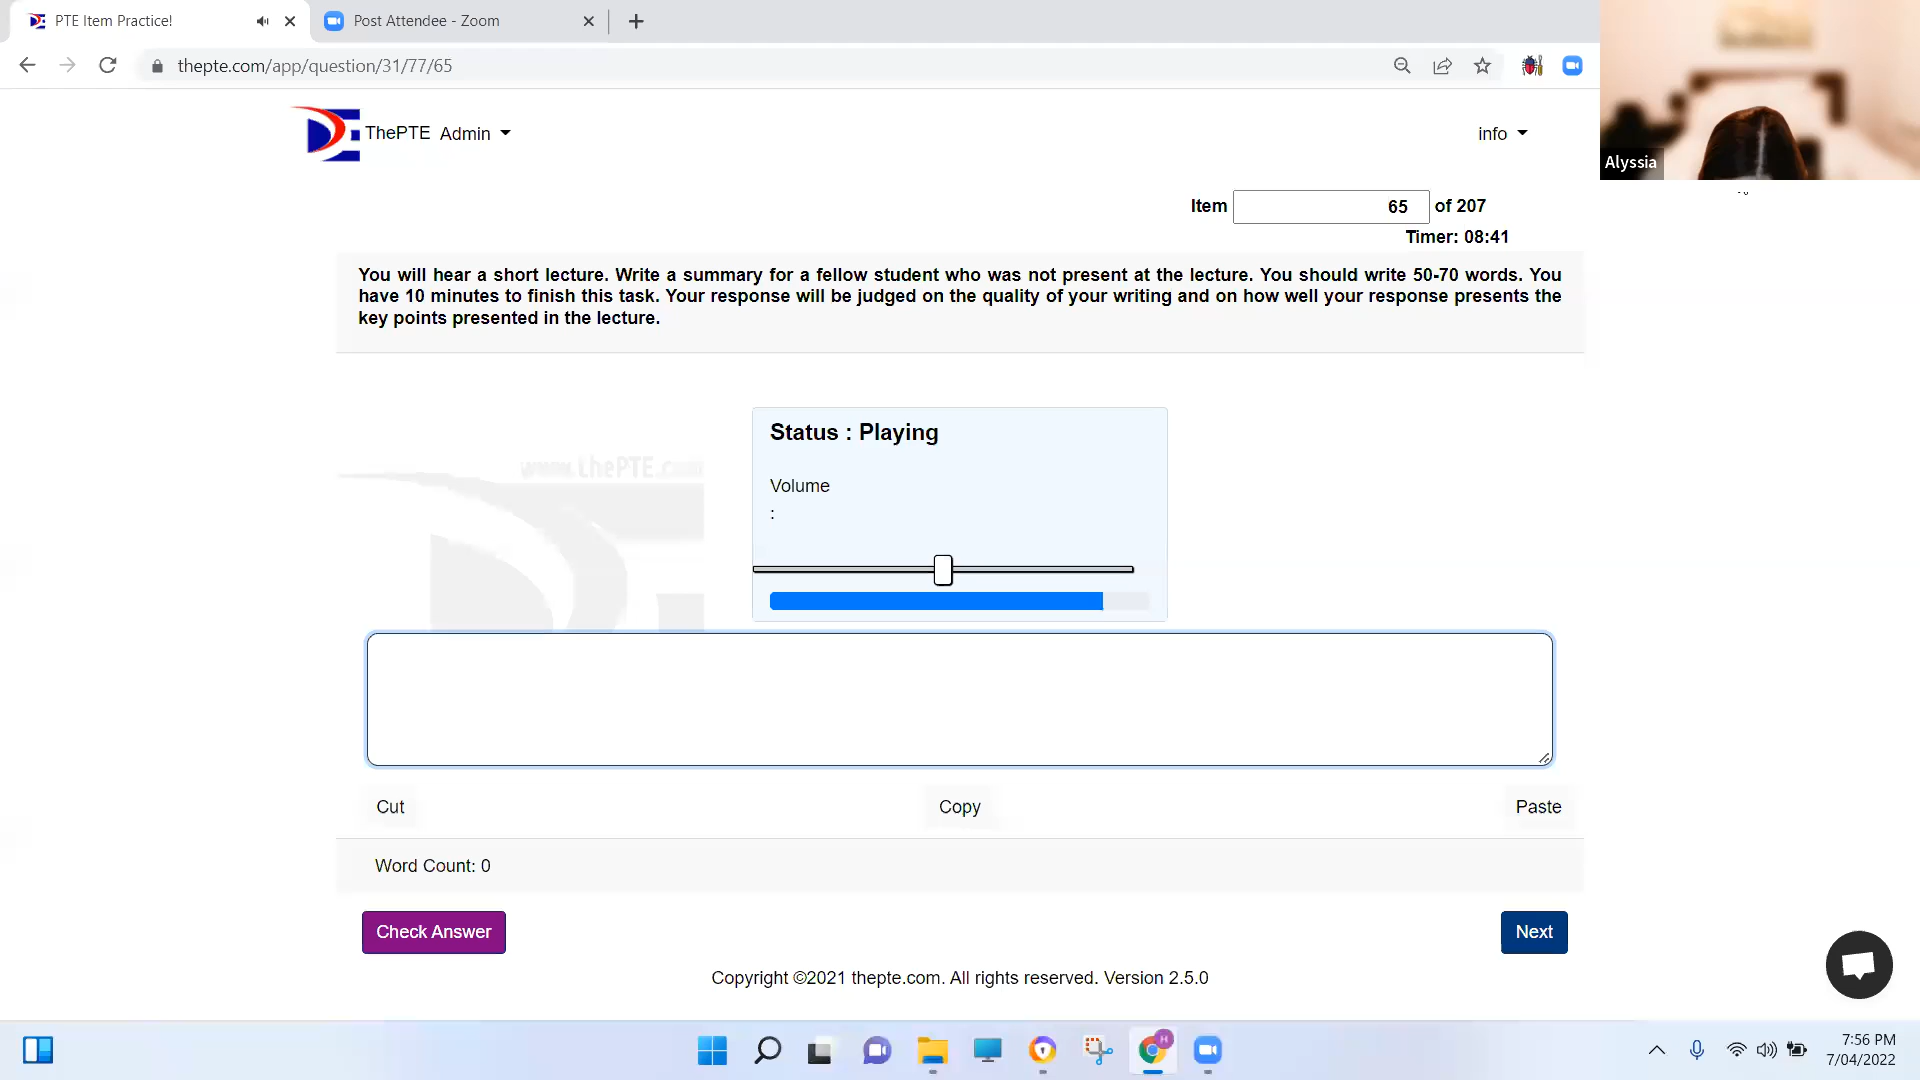 PTE Item Practice!
Post Attendee - Zoom
thepte.com/app/question/31/77/65
Alyssia
ThePTE Admin
info
Item 65 of 207
Timer: 08:41
You will hear a short lecture. Write a summary for a fellow student who was not present at the lecture. You should write 50-70 words. You
have 10 minutes to finish this task. Your response will be judged on the quality of your writing and on how well your response presents the
key points presented in the lecture.
Status : Playing
www.thePTE.com
Volume
:
Cut
Copy
Paste
Word Count: 0
Check Answer
Next
Copyright ©2021 thepte.com. All rights reserved. Version 2.5.0
H
7:56 PM
7/04/2022